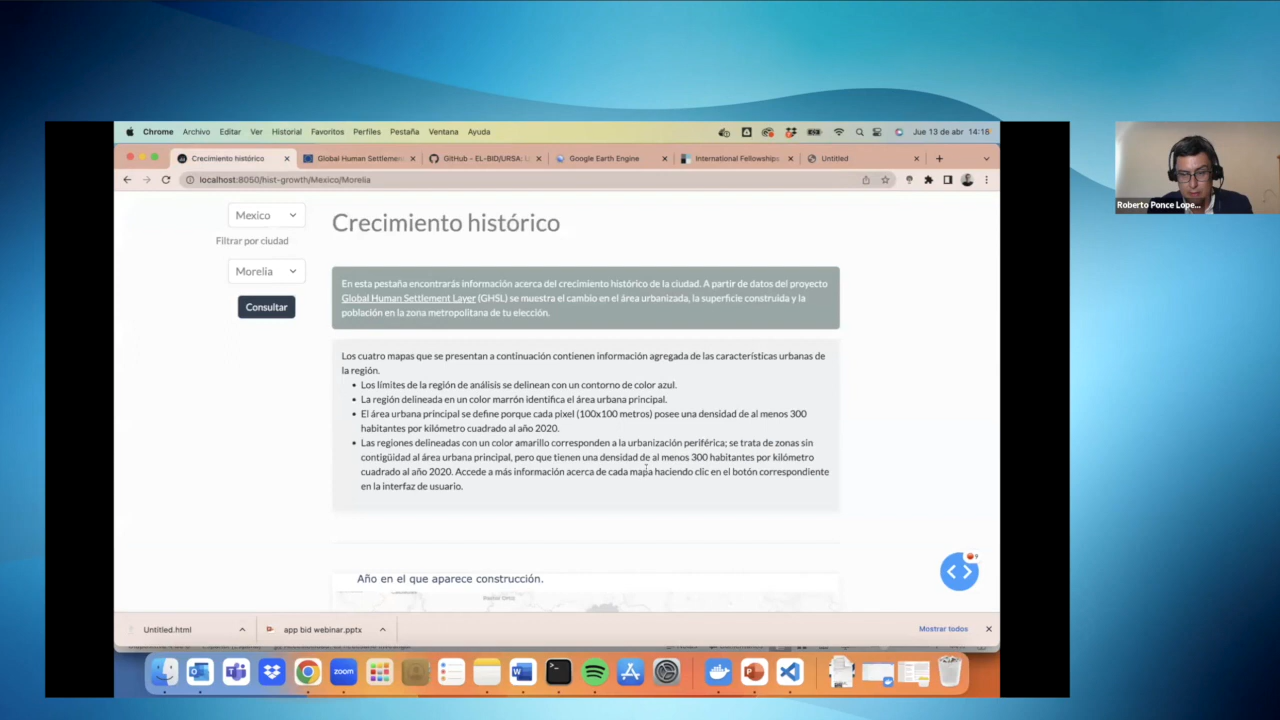 Chrome Archivo Editar Ver Historial Favoritos Perfiles Pestaña Ventana Ayuda Jue 13 de abr 14:16
Crecimiento histórico Global Human Settlemen GitHub - EL-BID/URSA: Google Earth Engine International Fellowships Untitled
localhost:8050/hist-growth/Mexico/Morelia
Mexico
Filtrar por ciudad
Morelia
Consultar
Crecimiento histórico
En esta pestaña encontrarás información acerca del crecimiento histórico de la ciudad. A partir de datos del proyecto
Global Human Settlement Layer (GHSL) se muestra el cambio en el área urbanizada, la superficie construida y la
población en la zona metropolitana de tu elección.
Los cuatro mapas que se presentan a continuación contienen información agregada de las características urbanas de
la región.
• Los límites de la región de análisis se delinean con un contorno de color azul.
• La región delineada en un color marrón identifica el área urbana principal.
• El área urbana principal se define porque cada pixel (100x100 metros) posee una densidad de al menos 300
habitantes por kilómetro cuadrado al año 2020.
• Las regiones delineadas con un color amarillo corresponden a la urbanización periférica; se trata de zonas sin
contigüidad al área urbana principal, pero que tienen una densidad de al menos 300 habitantes por kilómetro
cuadrado al año 2020. Accede a más información acerca de cada mapa haciendo clic en el botón correspondiente
en la interfaz de usuario.
Año en el que aparece construcción.
9
Untitled.html app bid webinar.pptx Mostrar todos
zoom
Roberto Ponce Lope...